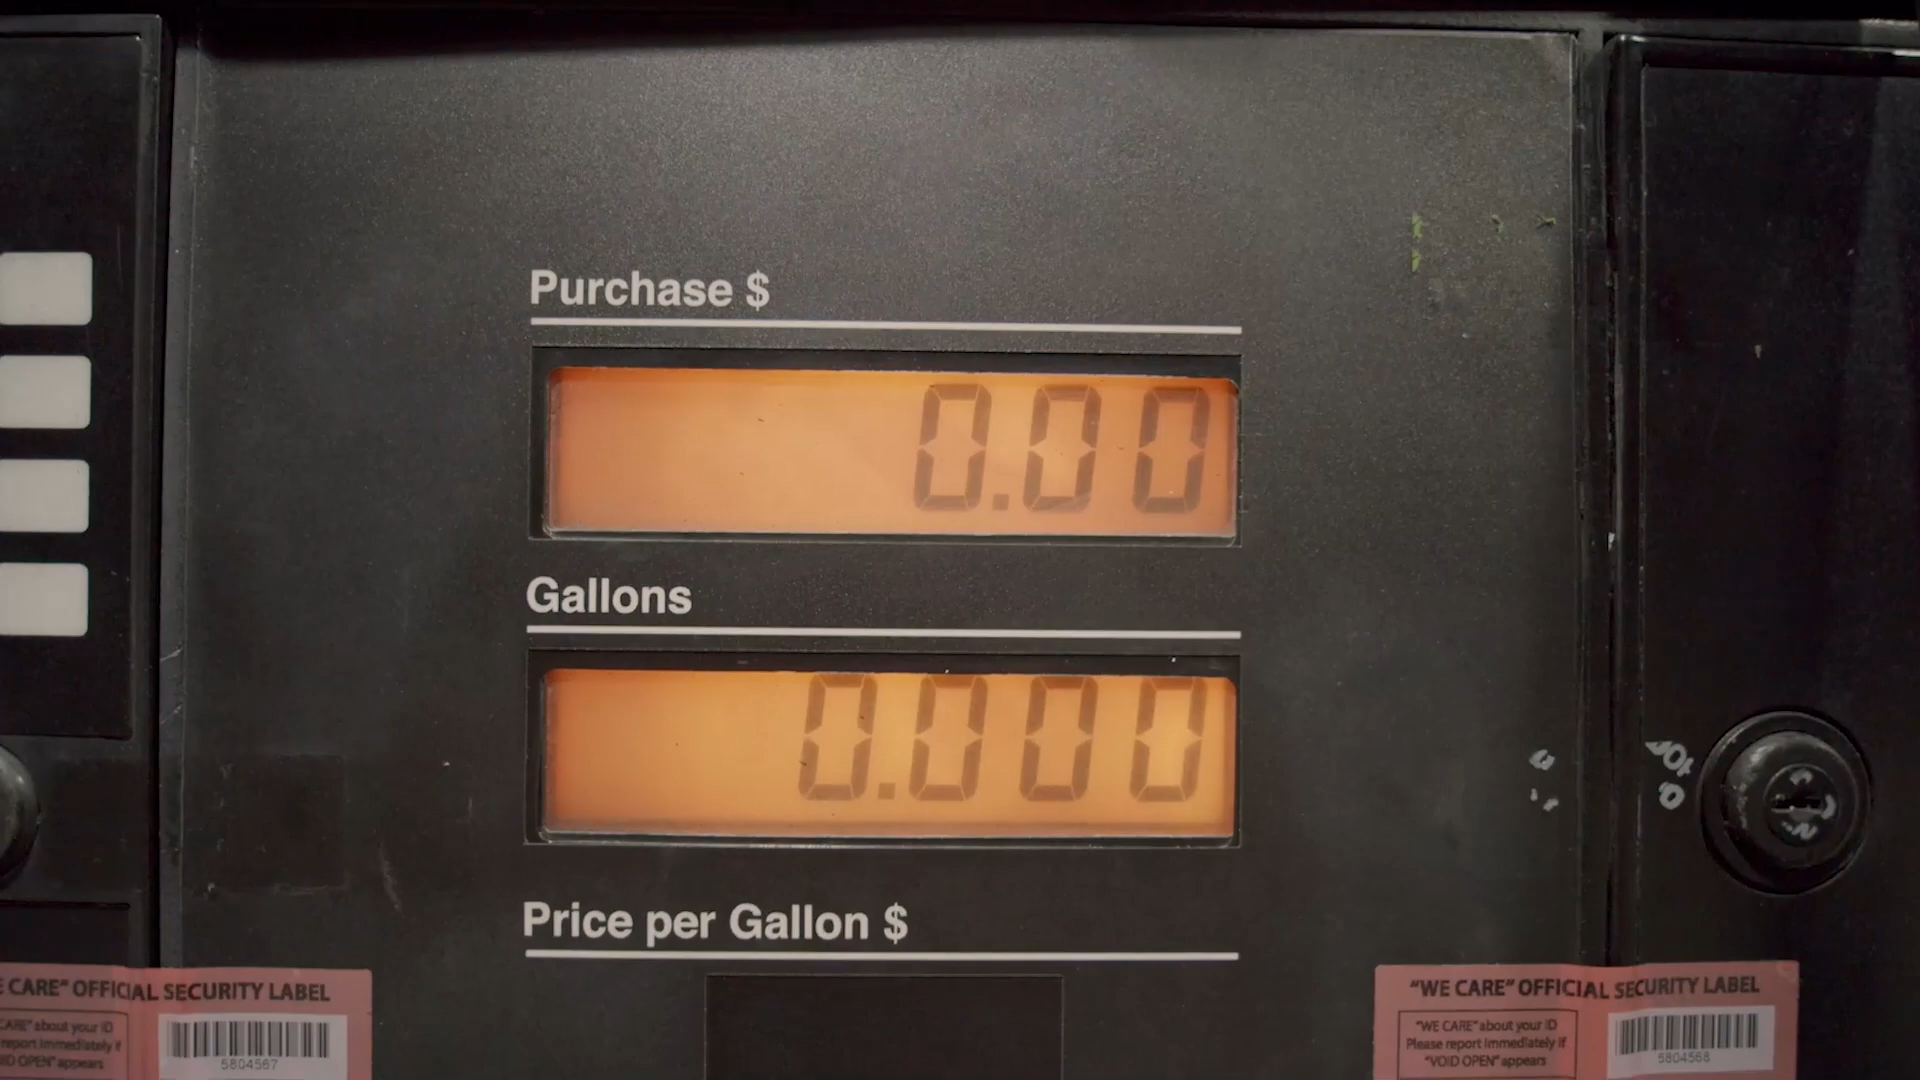 Purchase $
0.00
Gallons
0.000
Price per Gallon $
CARE" OFFICIAL SECURITY LABEL
CARE" about your ID
report immediately if
OPEN" appears
5804567
"WE CARE" OFFICIAL SECURITY LABEL
"WE CARE" about your ID
Please report immediately if
"VOID OPEN" appears
5804568